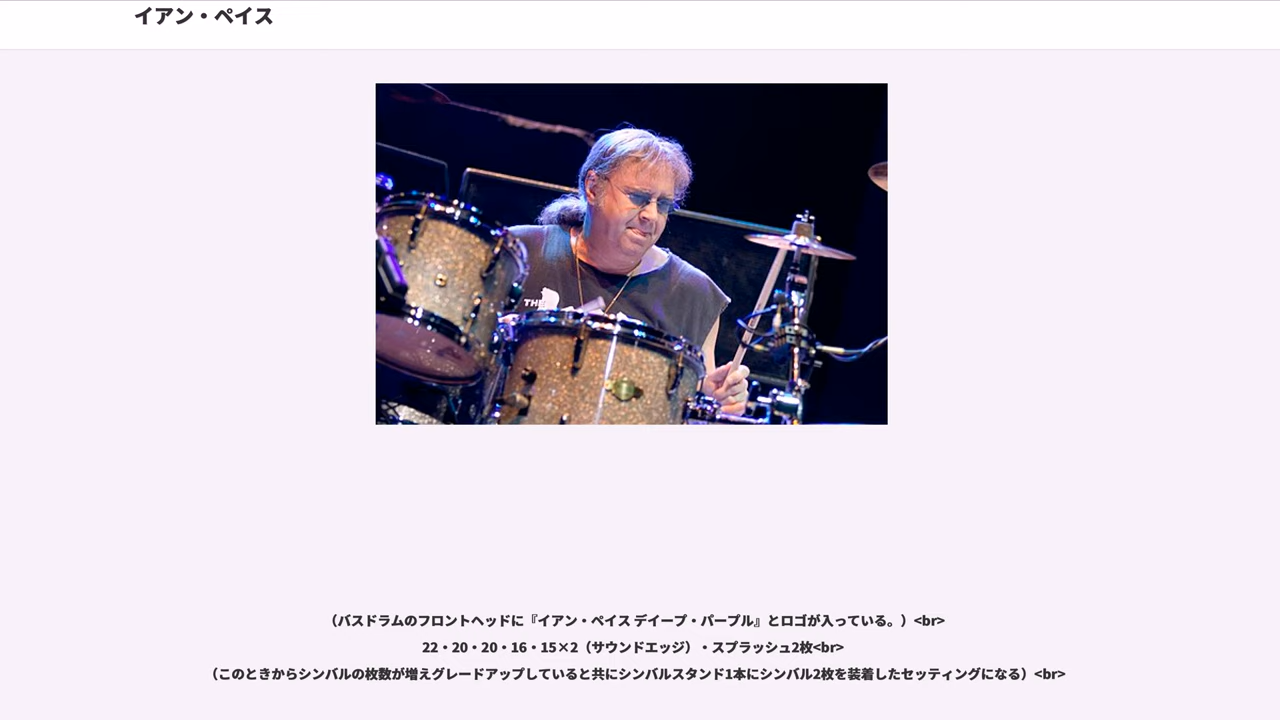 イアン・ペイス
THE
（バスドラムのフロントヘッドに『イアン・ペイス デイープ・パープル』とロゴが入っている。）<br>
22・20・20・16・15×2（サウンドエッジ）・スプラッシュ2枚<br>
（このときからシンバルの枚数が増えグレードアップしていると共にシンバルスタンド1本にシンバル2枚を装着したセッティングになる）<br>